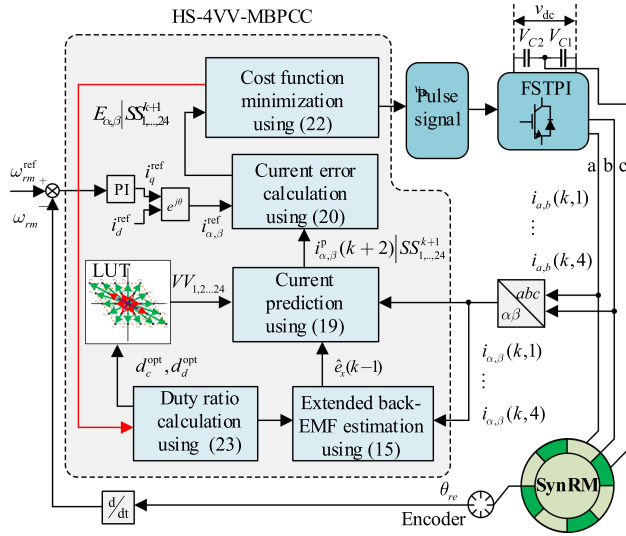 HS-4VV-MBPCC
v_dc
V_C2 V_C1
FSTPI
Cost function
minimization
using (22)
Pulse
signal
E_α,β|SS^k+1_1,...,24
a b c
ω^ref_rm
+
−
ω_rm
PI
i^ref_q
i^ref_d
e^jθ
i^ref_α,β
Current error
calculation
using (20)
i_a,b(k,1)
⋮
i_a,b(k,4)
i^p_α,β(k+2)|SS^k+1_1,...,24
LUT
VV_1,2...24
Current
prediction
using (19)
abc
αβ
d^opt_c, d^opt_d
ê_x(k−1)
i_α,β(k,1)
⋮
i_α,β(k,4)
Duty ratio
calculation
using (23)
Extended back-
EMF estimation
using (15)
d/dt
θ_re
Encoder
SynRM